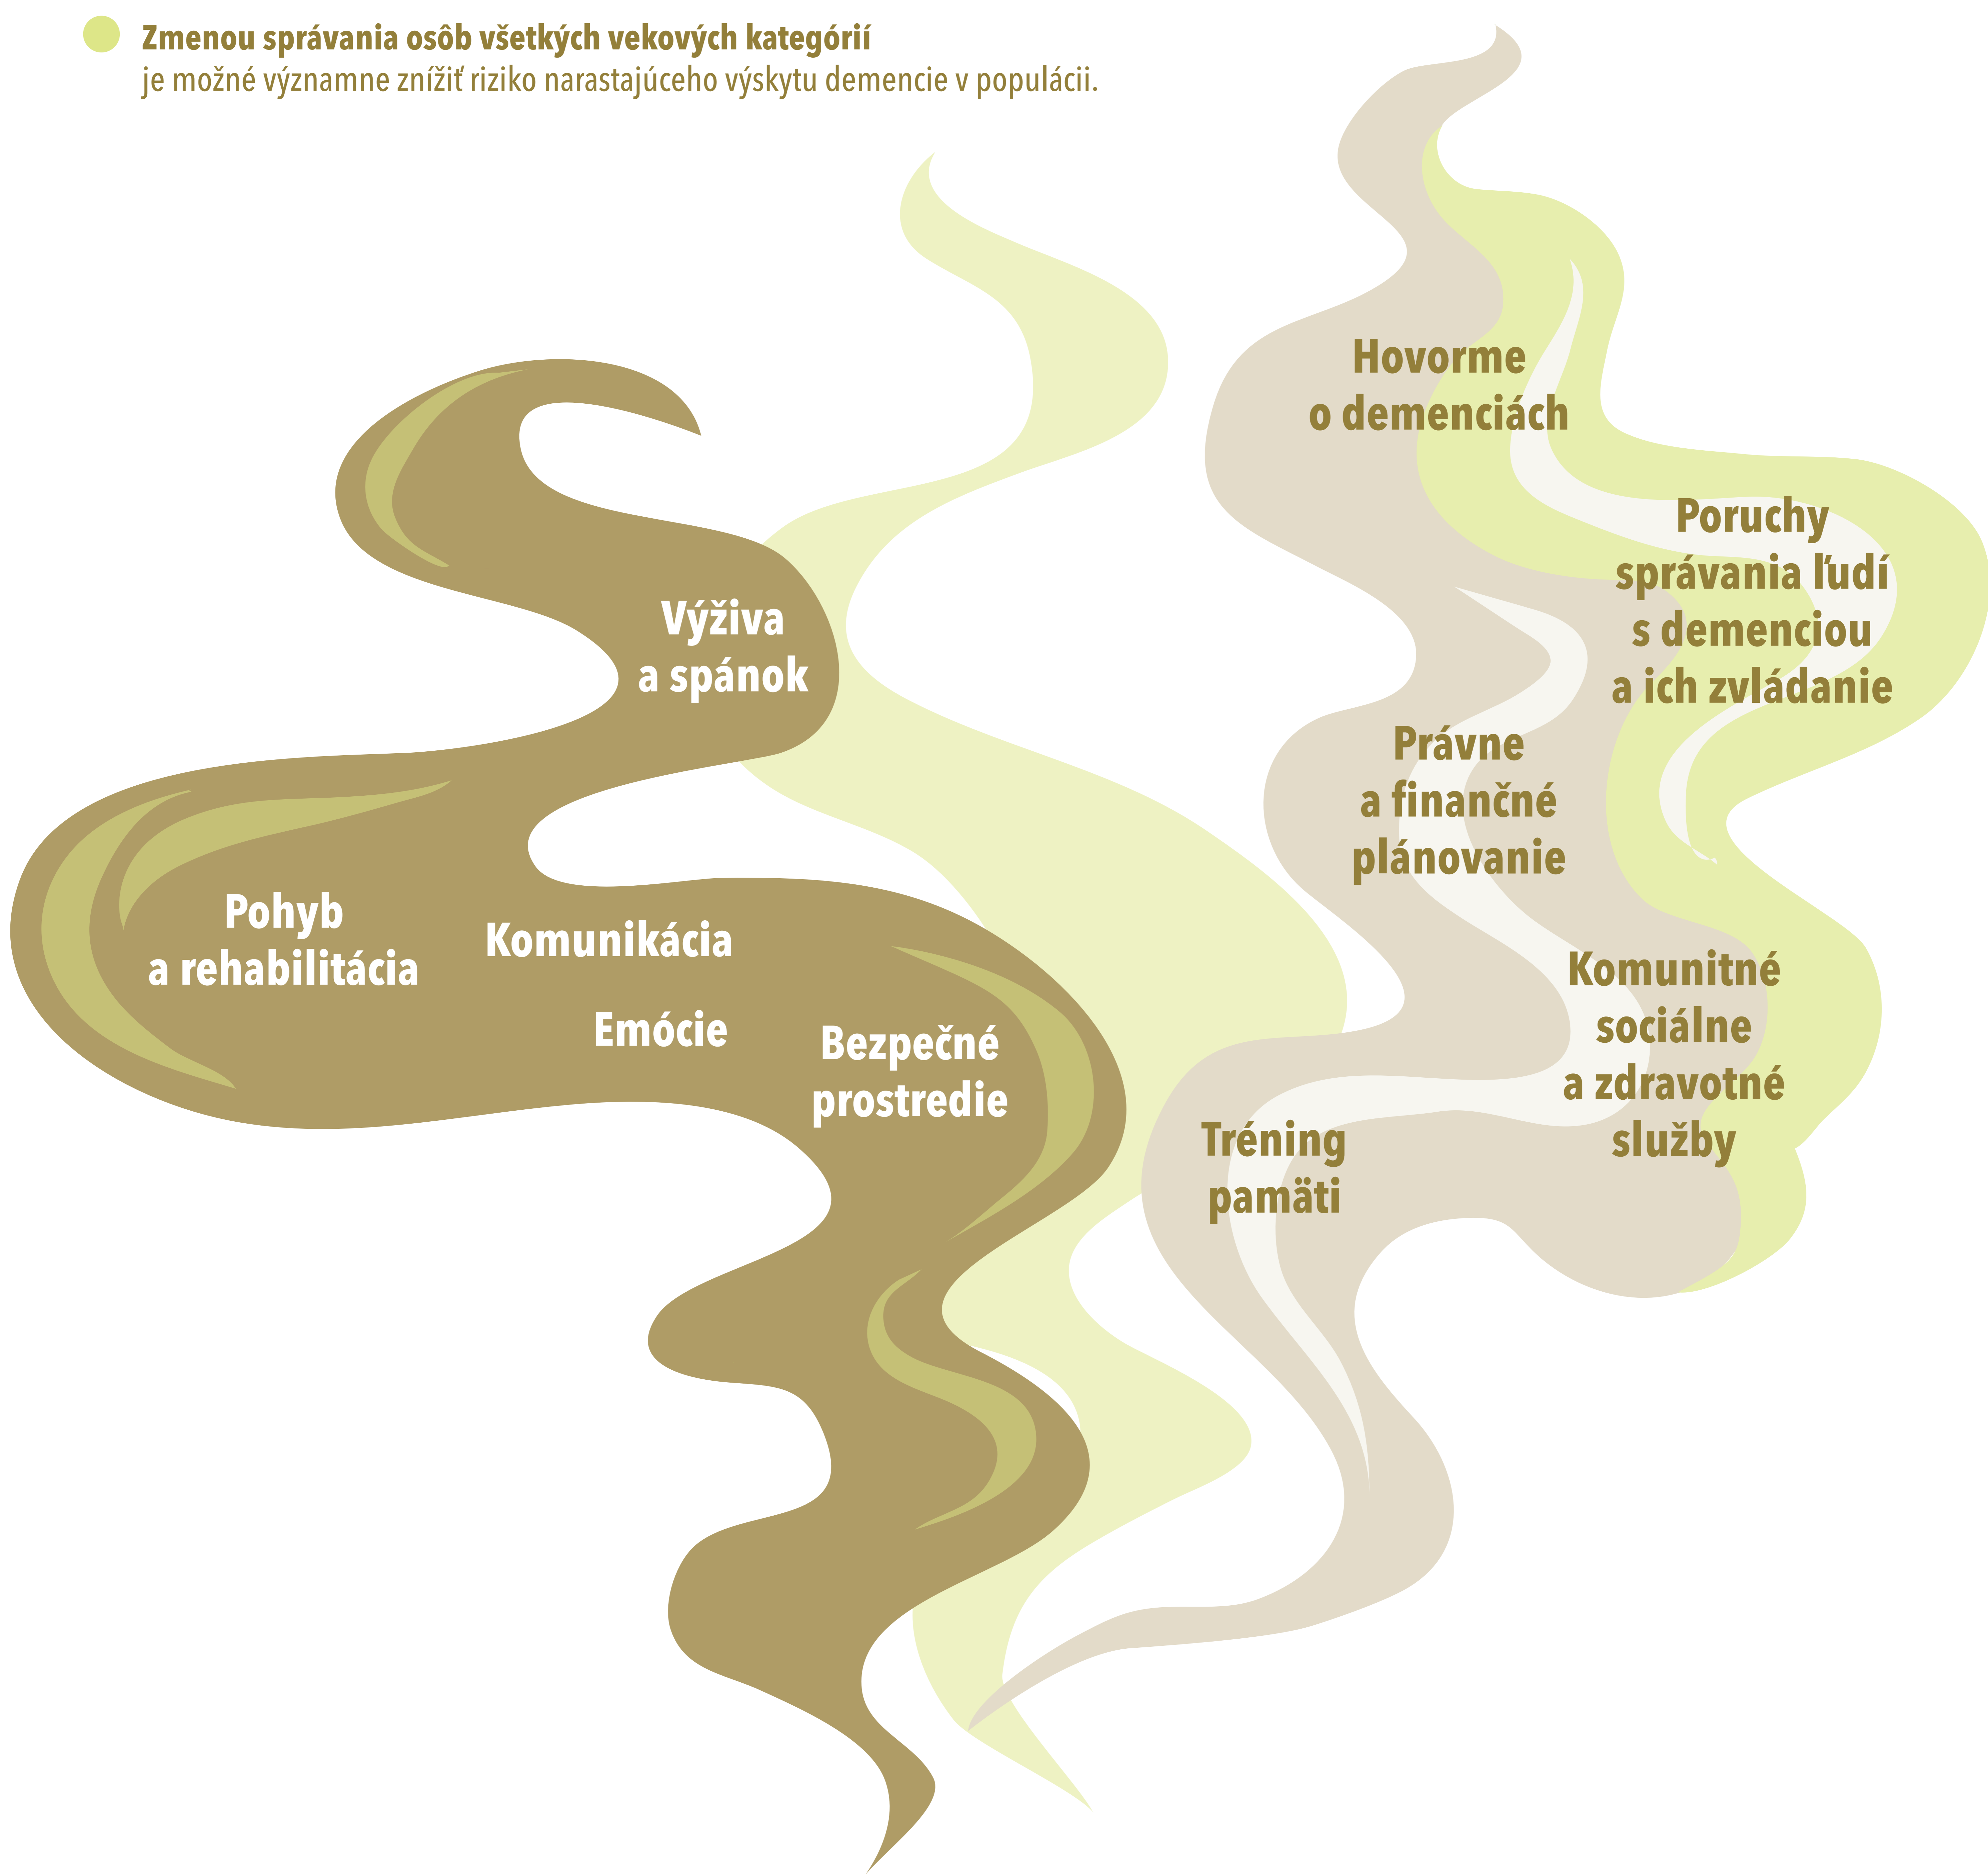 Zmenou správania osôb všetkých vekových kategórií
je možné významne znížiť riziko narastajúceho výskytu demencie v populácii.
Hovorme
o demenciách
Poruchy
správania ľudí
s demenciou
a ich zvládanie
Výživa
a spánok
Právne
a finančné
plánovanie
Pohyb
a rehabilitácia
Komunikácia
Emócie
Bezpečné
prostredie
Komunitné
sociálne
a zdravotné
služby
Tréning
pamäti